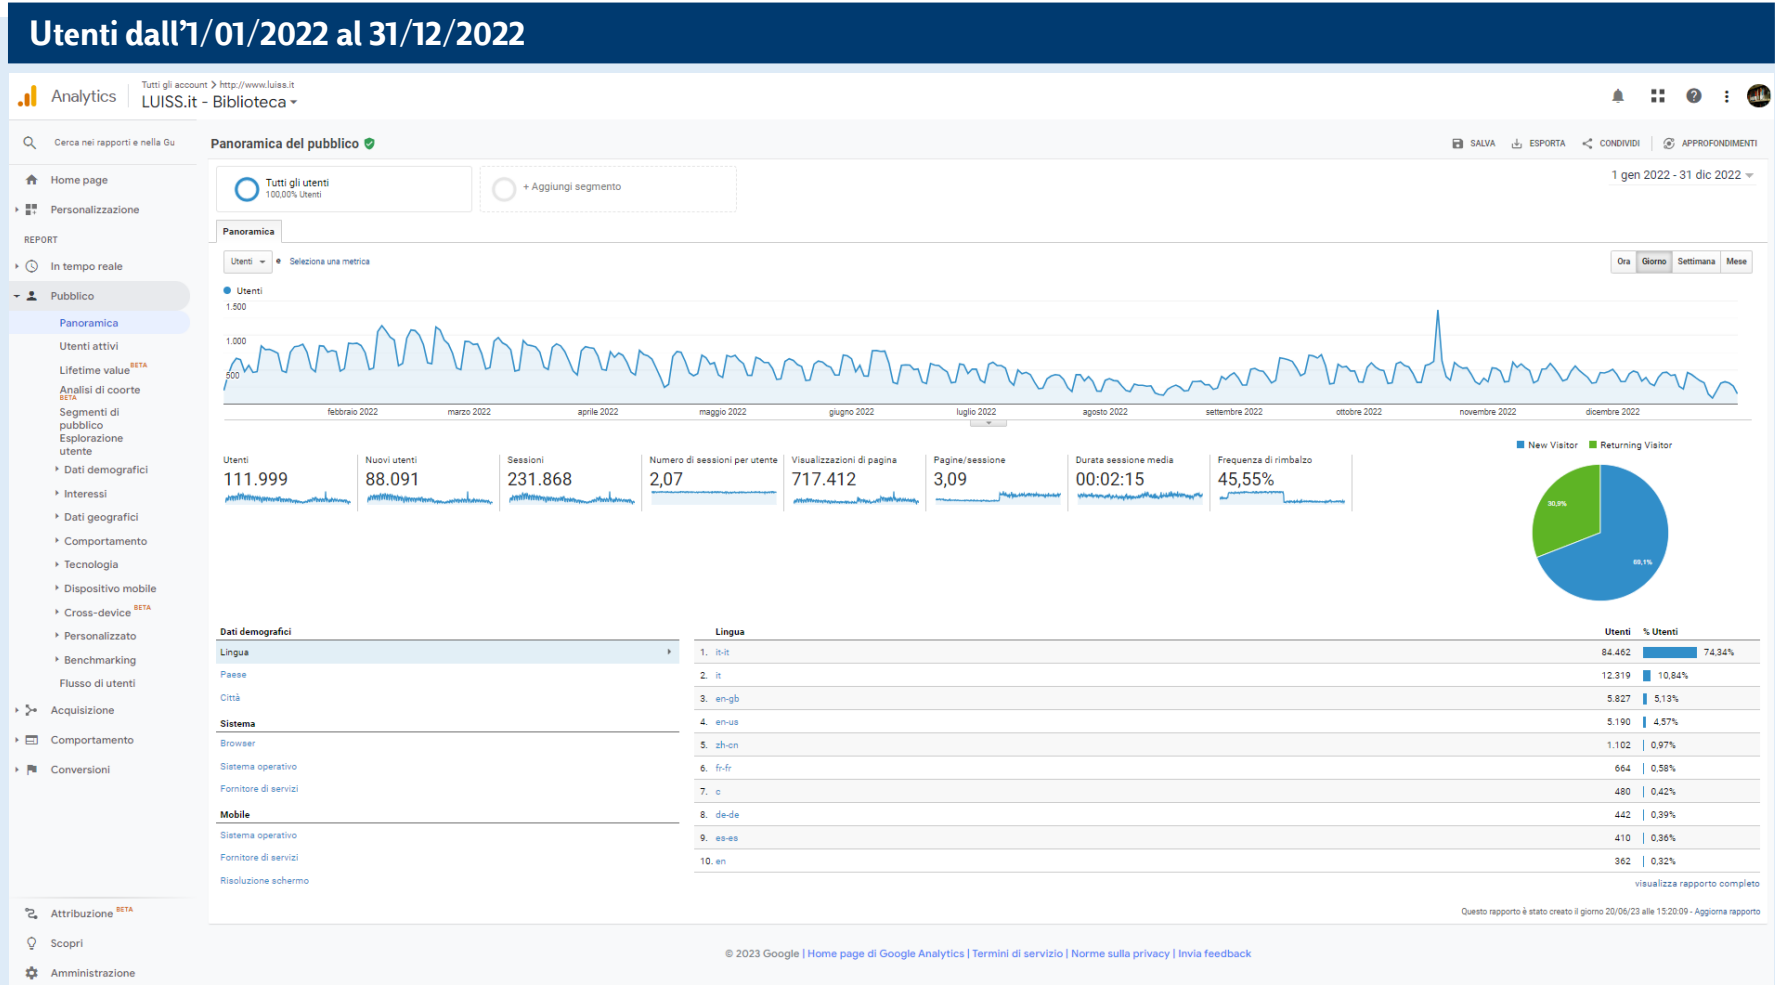 Utenti dall'1/01/2022 al 31/12/2022
Analytics
Tutti gli account > http://www.luiss.it
LUISS.it - Biblioteca
Cerca nei rapporti e nella Gu
Home page
Personalizzazione
REPORT
In tempo reale
Pubblico
Panoramica
Utenti attivi
Lifetime value BETA
Analisi di coorte
BETA
Segmenti di
pubblico
Esplorazione
utente
Dati demografici
Interessi
Dati geografici
Comportamento
Tecnologia
Dispositivo mobile
Cross-device BETA
Personalizzato
Benchmarking
Flusso di utenti
Acquisizione
Comportamento
Conversioni
Attribuzione BETA
Scopri
Amministrazione
Panoramica del pubblico
SALVA ESPORTA CONDIVIDI APPROFONDIMENTI
Tutti gli utenti
100,00% Utenti
+ Aggiungi segmento
1 gen 2022 - 31 dic 2022
Panoramica
Utenti e Seleziona una metrica
Ora Giorno Settimana Mese
Utenti
1.500
1.000
500
febbraio 2022 marzo 2022 aprile 2022 maggio 2022 giugno 2022 luglio 2022 agosto 2022 settembre 2022 ottobre 2022 novembre 2022 dicembre 2022
Utenti
111.999
Nuovi utenti
88.091
Sessioni
231.868
Numero di sessioni per utente
2,07
Visualizzazioni di pagina
717.412
Pagine/sessione
3,09
Durata sessione media
00:02:15
Frequenza di rimbalzo
45,55%
New Visitor Returning Visitor
30,9%
69,1%
Dati demografici
Lingua
Paese
Città
Sistema
Browser
Sistema operativo
Fornitore di servizi
Mobile
Sistema operativo
Fornitore di servizi
Risoluzione schermo
Lingua Utenti % Utenti
1. it-it 84.462 74,34%
2. it 12.319 10,84%
3. en-gb 5.827 5,13%
4. en-us 5.190 4,57%
5. zh-cn 1.102 0,97%
6. fr-fr 664 0,58%
7. c 480 0,42%
8. de-de 442 0,39%
9. es-es 410 0,36%
10. en 362 0,32%
visualizza rapporto completo
Questo rapporto è stato creato il giorno 20/06/23 alle 15:20:09 - Aggiorna rapporto
© 2023 Google | Home page di Google Analytics | Termini di servizio | Norme sulla privacy | Invia feedback